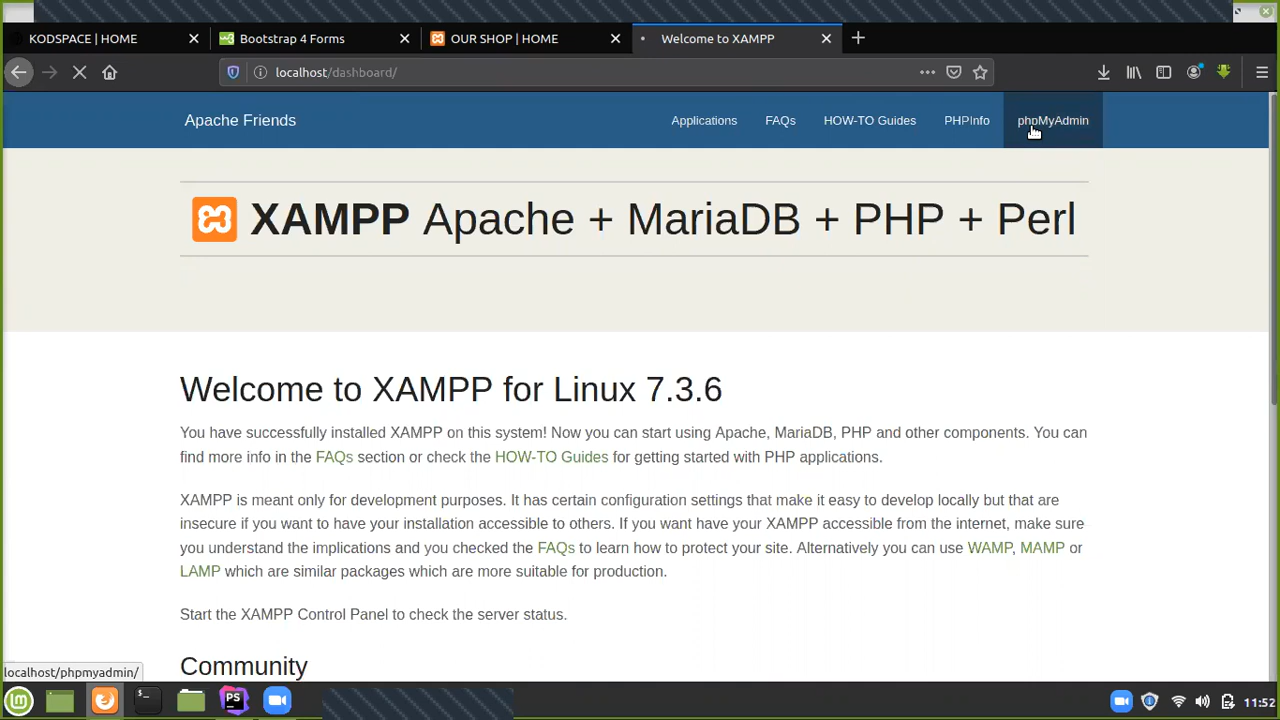 KODSPACE | HOME
Bootstrap 4 Forms
OUR SHOP | HOME
Welcome to XAMPP
localhost/dashboard/
Apache Friends
Applications
FAQs
HOW-TO Guides
PHPInfo
phpMyAdmin
XAMPP Apache + MariaDB + PHP + Perl
Welcome to XAMPP for Linux 7.3.6
You have successfully installed XAMPP on this system! Now you can start using Apache, MariaDB, PHP and other components. You can
find more info in the FAQs section or check the HOW-TO Guides for getting started with PHP applications.
XAMPP is meant only for development purposes. It has certain configuration settings that make it easy to develop locally but that are
insecure if you want to have your installation accessible to others. If you want have your XAMPP accessible from the internet, make sure
you understand the implications and you checked the FAQs to learn how to protect your site. Alternatively you can use WAMP, MAMP or
LAMP which are similar packages which are more suitable for production.
Start the XAMPP Control Panel to check the server status.
Community
localhost/phpmyadmin/
PS
11:52